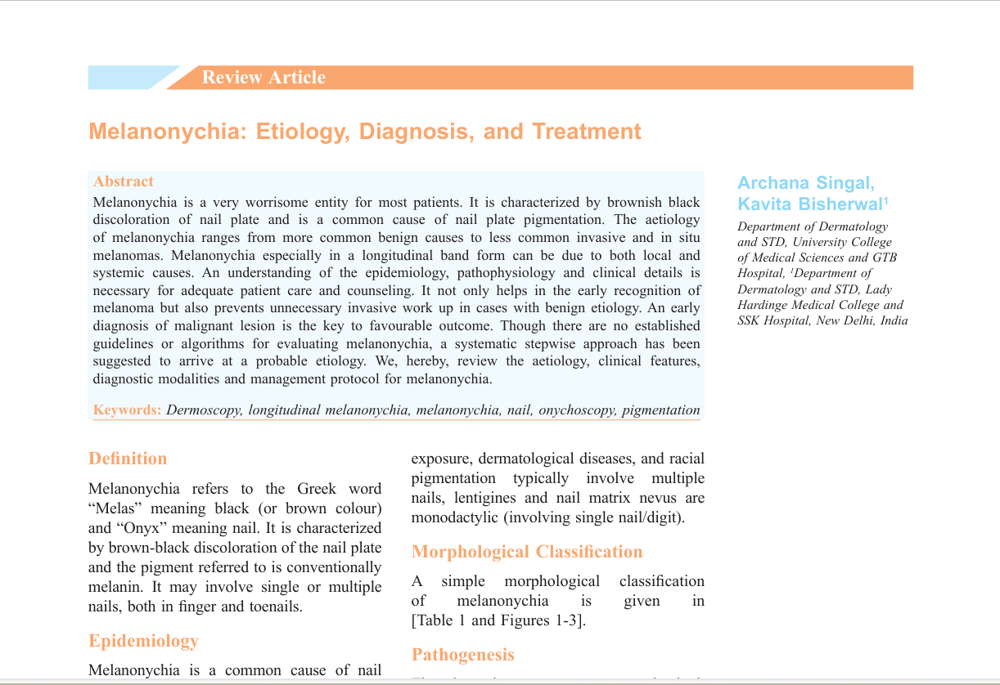 Review Article
Melanonychia: Etiology, Diagnosis, and Treatment
Abstract
Melanonychia is a very worrisome entity for most patients. It is characterized by brownish black
discoloration of nail plate and is a common cause of nail plate pigmentation. The aetiology
of melanonychia ranges from more common benign causes to less common invasive and in situ
melanomas. Melanonychia especially in a longitudinal band form can be due to both local and
systemic causes. An understanding of the epidemiology, pathophysiology and clinical details is
necessary for adequate patient care and counseling. It not only helps in the early recognition of
melanoma but also prevents unnecessary invasive work up in cases with benign etiology. An early
diagnosis of malignant lesion is the key to favourable outcome. Though there are no established
guidelines or algorithms for evaluating melanonychia, a systematic stepwise approach has been
suggested to arrive at a probable etiology. We, hereby, review the aetiology, clinical features,
diagnostic modalities and management protocol for melanonychia.
Keywords: Dermoscopy, longitudinal melanonychia, melanonychia, nail, onychoscopy, pigmentation
Archana Singal,
Kavita Bisherwal¹
Department of Dermatology
and STD, University College
of Medical Sciences and GTB
Hospital, ¹Department of
Dermatology and STD, Lady
Hardinge Medical College and
SSK Hospital, New Delhi, India
Definition
Melanonychia refers to the Greek word
“Melas” meaning black (or brown colour)
and “Onyx” meaning nail. It is characterized
by brown-black discoloration of the nail plate
and the pigment referred to is conventionally
melanin. It may involve single or multiple
nails, both in finger and toenails.
Epidemiology
Melanonychia is a common cause of nail
exposure, dermatological diseases, and racial
pigmentation typically involve multiple
nails, lentigines and nail matrix nevus are
monodactylic (involving single nail/digit).
Morphological Classification
A simple morphological classification
of melanonychia is given in
[Table 1 and Figures 1-3].
Pathogenesis